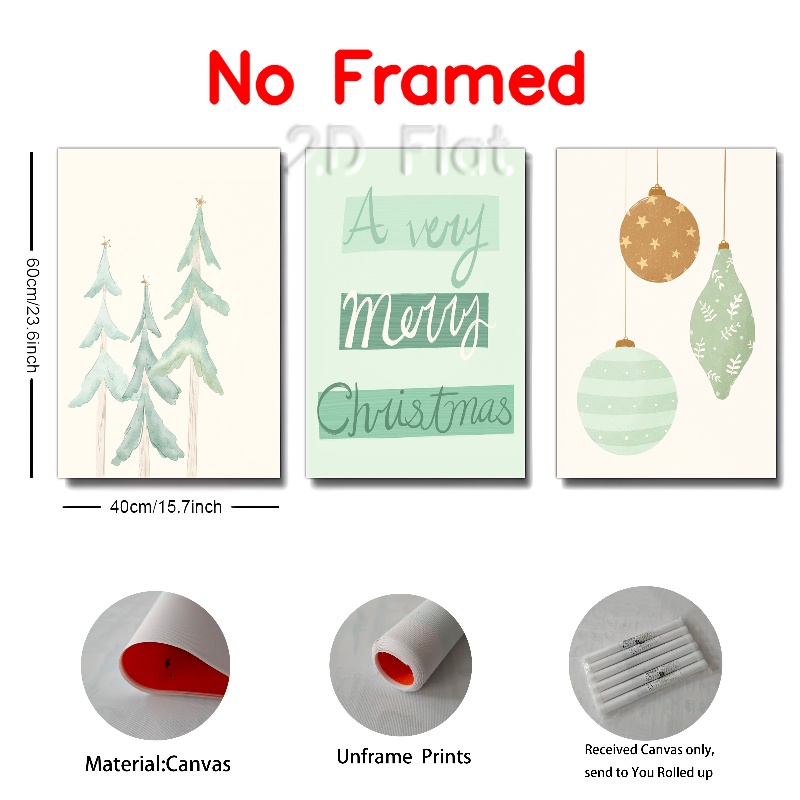 No Framed
2D Flat
A very
Merry
Christmas
60cm/23.6inch
40cm/15.7inch
Material:Canvas
Unframe Prints
Received Canvas only,
send to You Rolled up